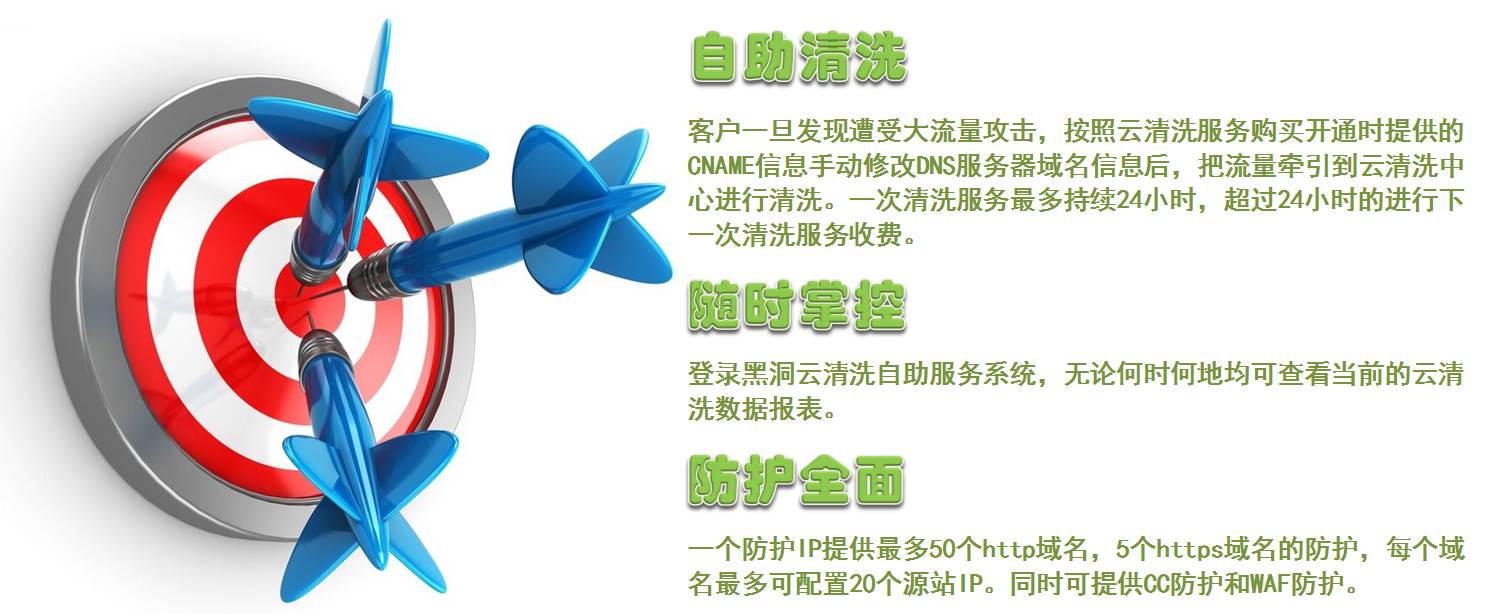 自助清洗
客户一旦发现遭受大流量攻击，按照云清洗服务购买开通时提供的
CNAME信息手动修改DNS服务器域名信息后，把流量牵引到云清洗中
心进行清洗。一次清洗服务最多持续24小时，超过24小时的进行下
一次清洗服务收费。
随时掌控
登录黑洞云清洗自助服务系统，无论何时何地均可查看当前的云清
洗数据报表。
防护全面
一个防护IP提供最多50个http域名，5个https域名的防护，每个域
名最多可配置20个源站IP。同时可提供CC防护和WAF防护。